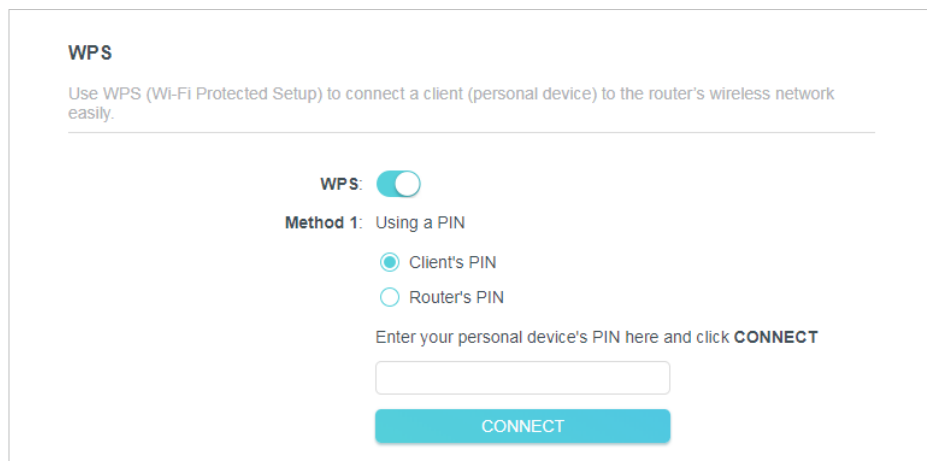 WPS
Use WPS (Wi-Fi Protected Setup) to connect a client (personal device) to the router's wireless network
easily.
WPS:
Method 1: Using a PIN
Client's PIN
Router's PIN
Enter your personal device's PIN here and click CONNECT
CONNECT